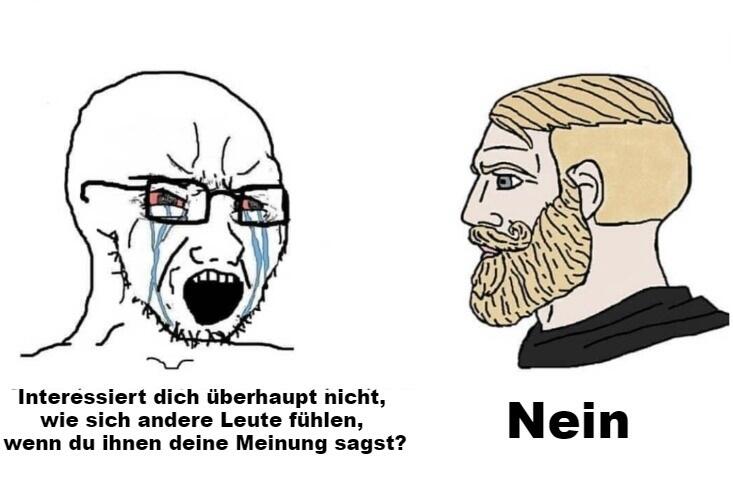 Interessiert dich überhaupt nicht,
wie sich andere Leute fühlen,
wenn du ihnen deine Meinung sagst?
Nein